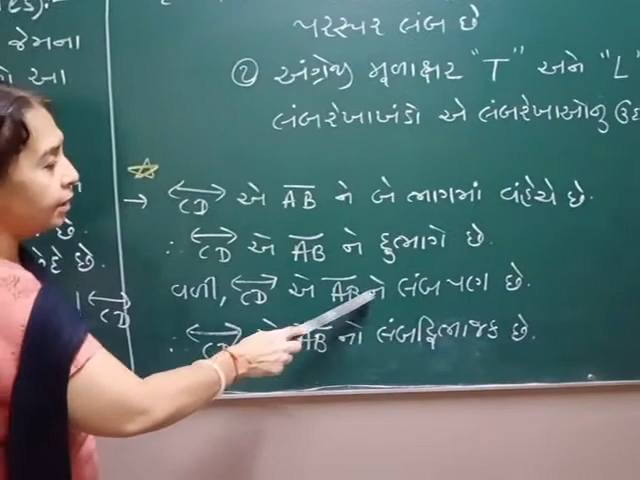 જેમના
આ
પરસ્પર લંબ છે
② અંગ્રેજી મૂળાક્ષર "T" અને "L"
લંબરેખાખંડો એ લંબરેખાઓનું ઉદ
→ CD એ AB ને બે ભાગમાં વહેંચે છે.
છે.
∴ CD એ AB ને દુભાગે છે.
છે.
વળી, CD એ AB ને લંબ પણ છે.
CD
∴ CD AB નો લંબદ્વિભાજક છે.